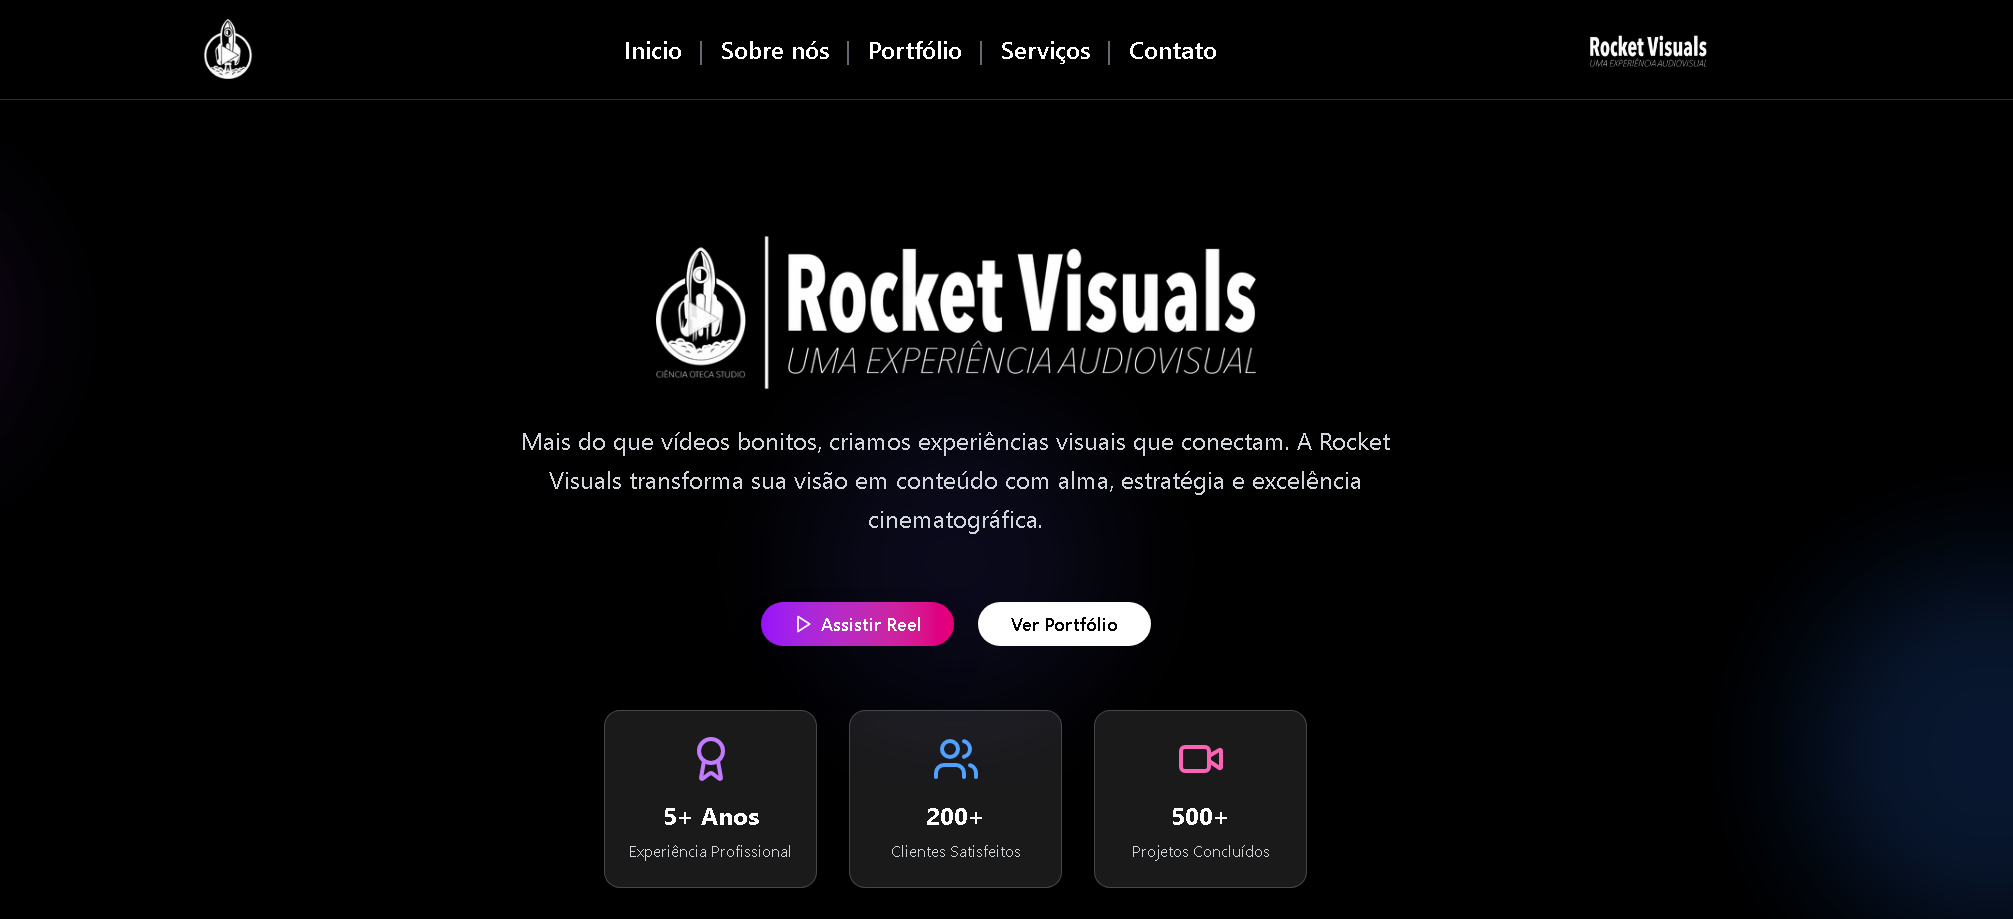 Inicio | Sobre nós | Portfólio | Serviços | Contato
Rocket Visuals
UMA EXPERIÊNCIA AUDIOVISUAL
Rocket Visuals
UMA EXPERIÊNCIA AUDIOVISUAL
CIÊNCIA OTECA STUDIO
Mais do que vídeos bonitos, criamos experiências visuais que conectam. A Rocket
Visuals transforma sua visão em conteúdo com alma, estratégia e excelência
cinematográfica.
Assistir Reel
Ver Portfólio
5+ Anos
Experiência Profissional
200+
Clientes Satisfeitos
500+
Projetos Concluídos